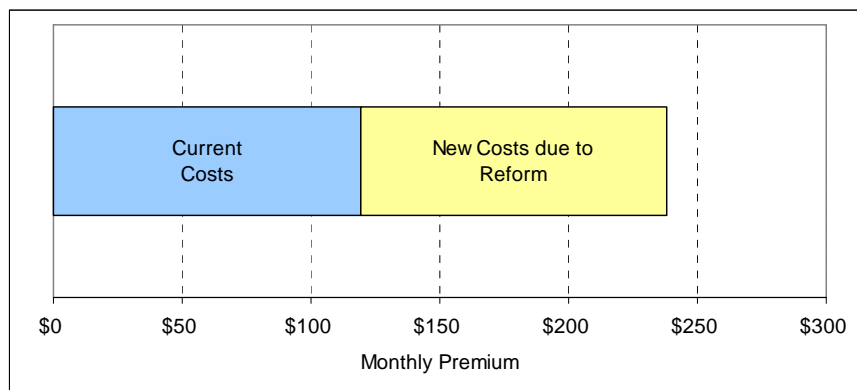 Current
Costs
New Costs due to
Reform
$0 $50 $100 $150 $200 $250 $300
Monthly Premium